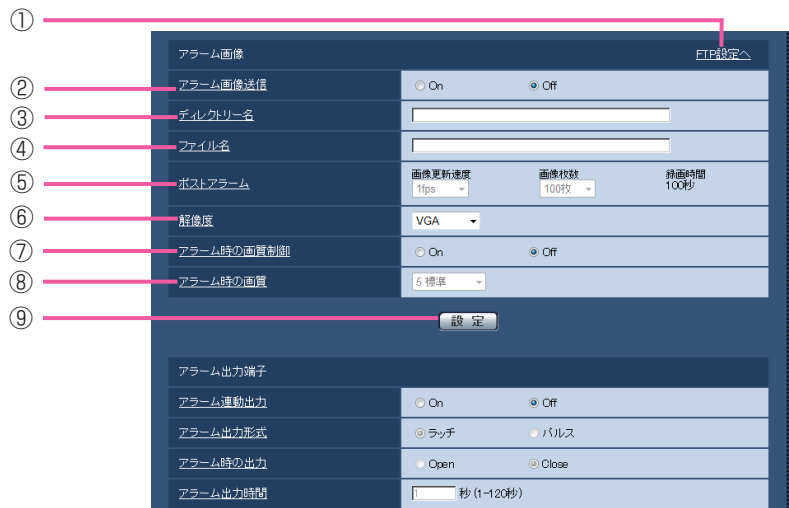 ①
アラーム画像 FTP設定へ
② アラーム画像送信 On Off
③ ディレクトリー名
④ ファイル名
⑤ ポストアラーム 画像更新速度 画像枚数 録画時間
1fps 100枚 100秒
⑥ 解像度 VGA
⑦ アラーム時の画質制御 On Off
⑧ アラーム時の画質 5 標準
⑨ 設 定
アラーム出力端子
アラーム連動出力 On Off
アラーム出力形式 ラッチ パルス
アラーム時の出力 Open Close
アラーム出力時間 1 秒(1-120秒)